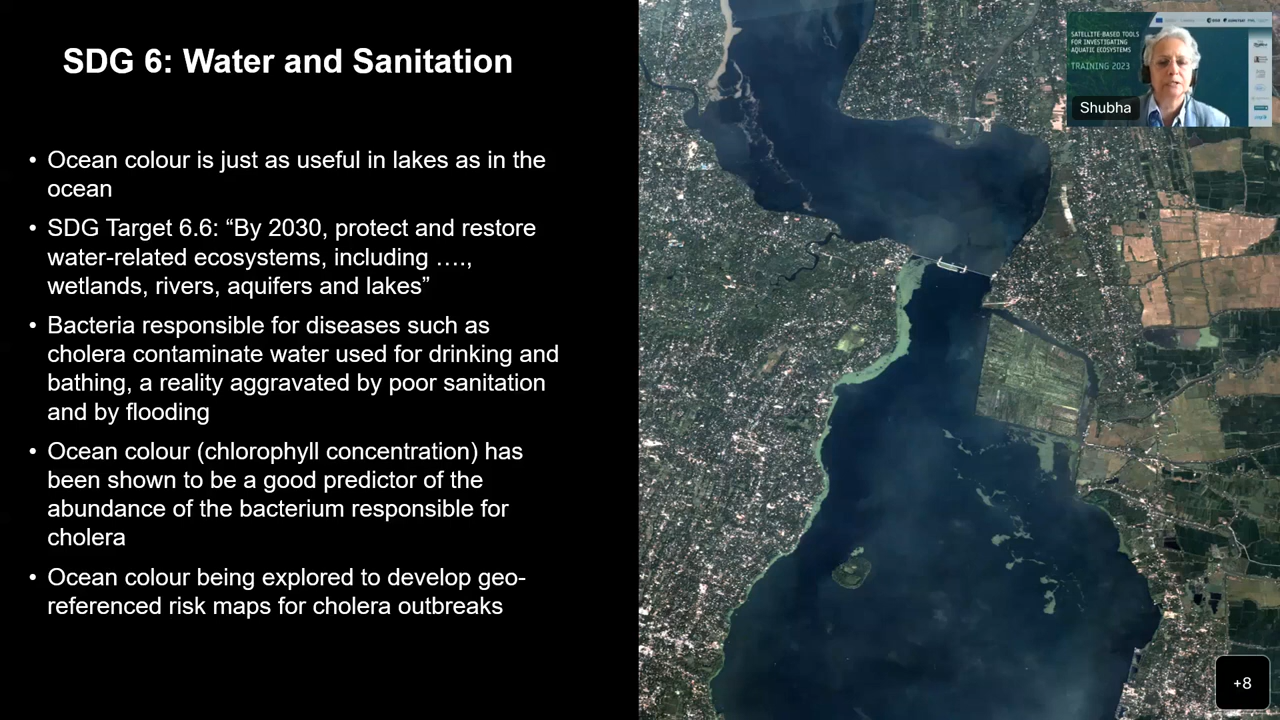 SDG 6: Water and Sanitation
• Ocean colour is just as useful in lakes as in the
ocean
• SDG Target 6.6: “By 2030, protect and restore
water-related ecosystems, including ....,
wetlands, rivers, aquifers and lakes”
• Bacteria responsible for diseases such as
cholera contaminate water used for drinking and
bathing, a reality aggravated by poor sanitation
and by flooding
• Ocean colour (chlorophyll concentration) has
been shown to be a good predictor of the
abundance of the bacterium responsible for
cholera
• Ocean colour being explored to develop geo-
referenced risk maps for cholera outbreaks
SATELLITE-BASED TOOLS
FOR INVESTIGATING
AQUATIC ECOSYSTEMS
TRAINING 2023
Shubha
+8